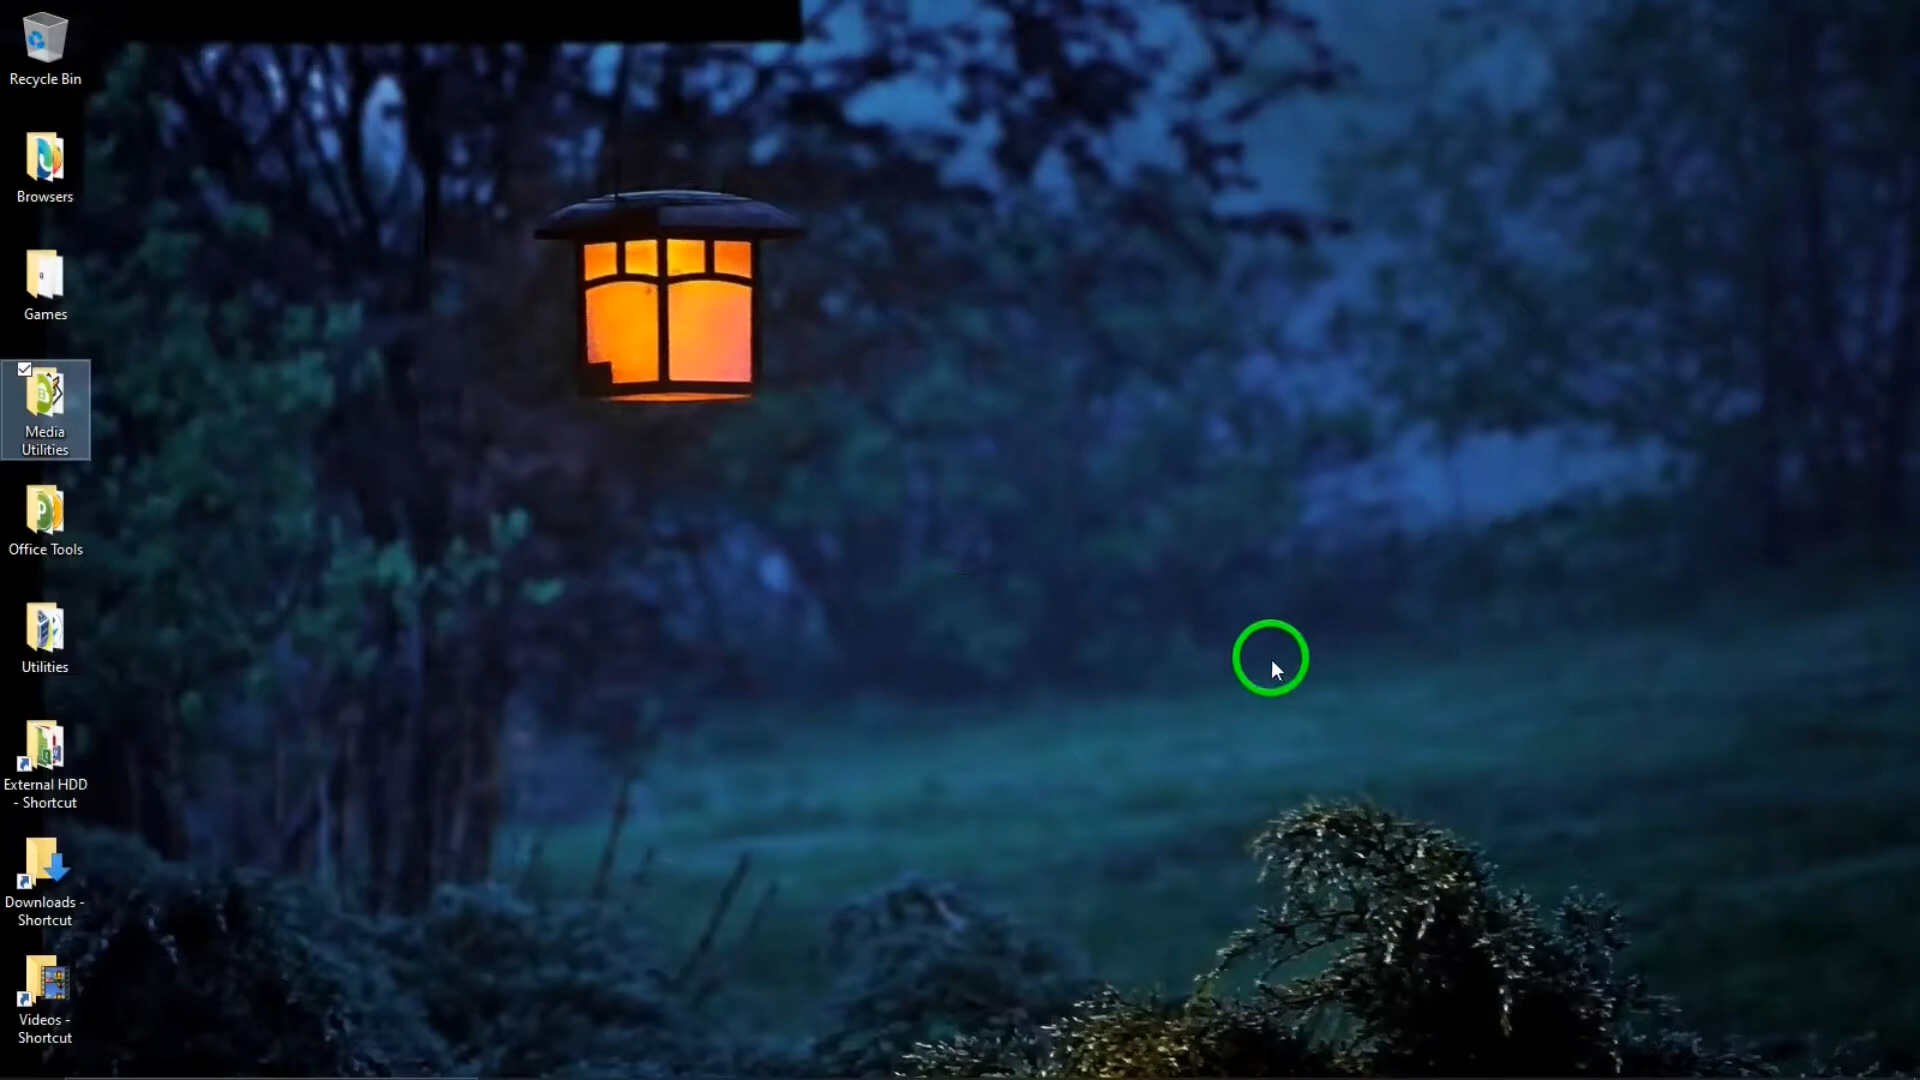 Recycle Bin
Browsers
Games
Media
Utilities
Office Tools
Utilities
External HDD
- Shortcut
Downloads -
Shortcut
Videos -
Shortcut